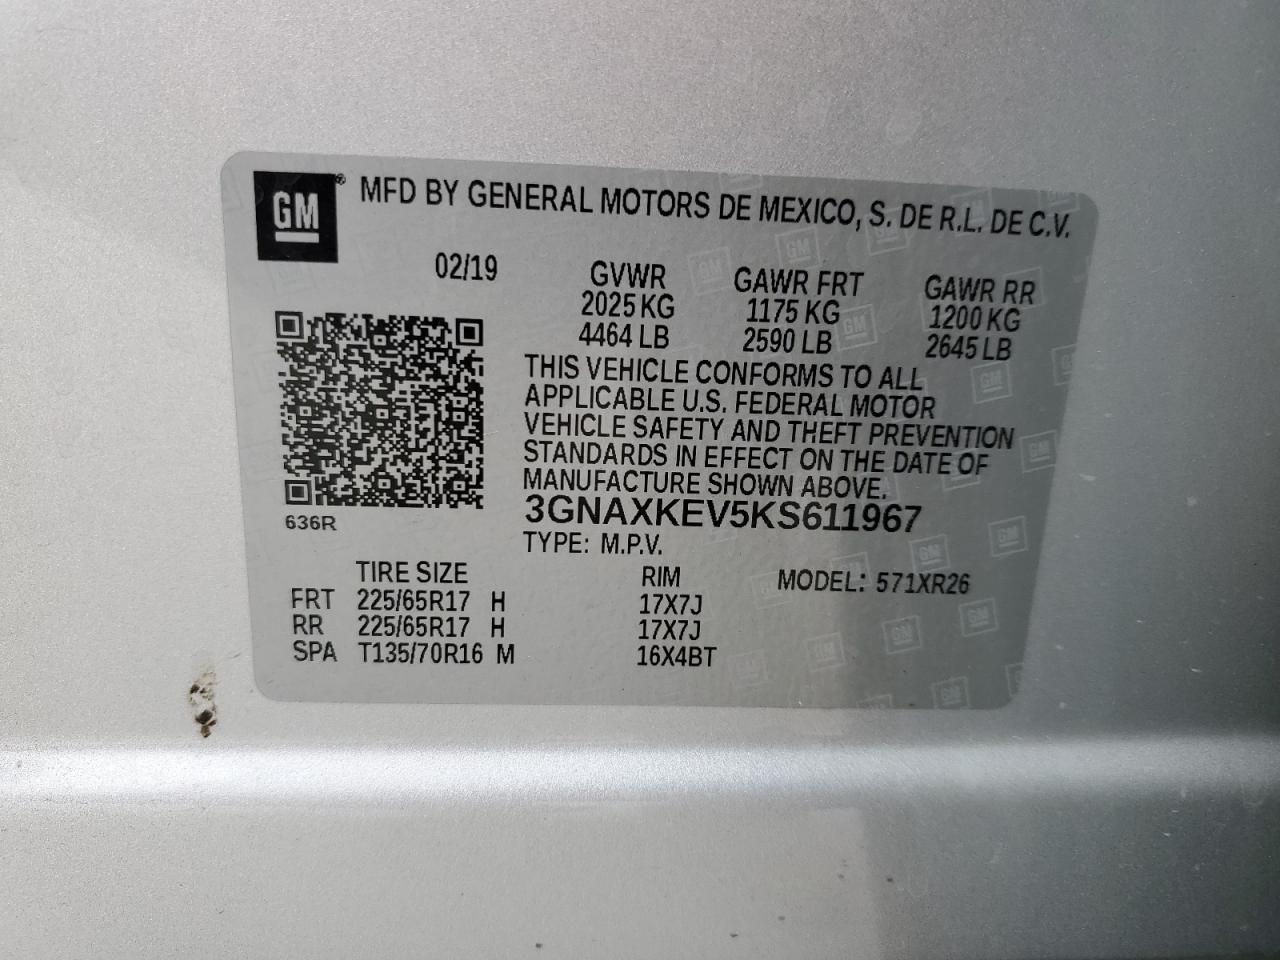 GM ® MFD BY GENERAL MOTORS DE MEXICO, S. DE R.L. DE C.V.
02/19 GVWR GAWR FRT GAWR RR
2025 KG 1175 KG 1200 KG
4464 LB 2590 LB 2645 LB
THIS VEHICLE CONFORMS TO ALL
APPLICABLE U.S. FEDERAL MOTOR
VEHICLE SAFETY AND THEFT PREVENTION
STANDARDS IN EFFECT ON THE DATE OF
MANUFACTURE SHOWN ABOVE.
3GNAXKEV5KS611967
636R
TYPE: M.P.V.
TIRE SIZE RIM MODEL: 571XR26
FRT 225/65R17 H 17X7J
RR 225/65R17 H 17X7J
SPA T135/70R16 M 16X4BT